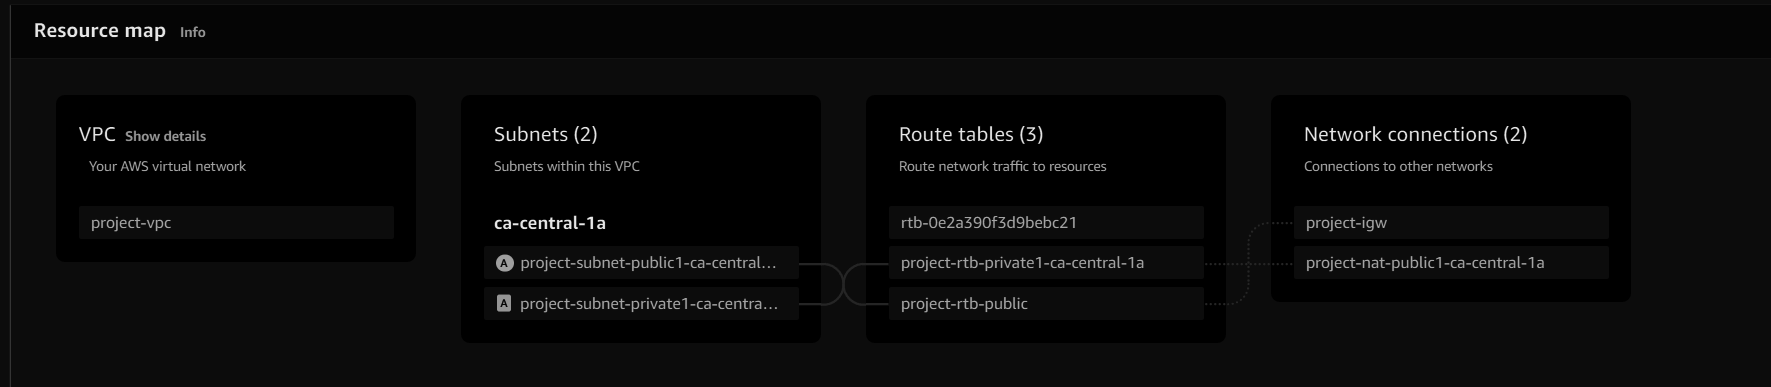 Resource map Info
VPC Show details
Your AWS virtual network
project-vpc
Subnets (2)
Subnets within this VPC
ca-central-1a
A project-subnet-public1-ca-central...
A project-subnet-private1-ca-centra...
Route tables (3)
Route network traffic to resources
rtb-0e2a390f3d9bebc21
project-rtb-private1-ca-central-1a
project-rtb-public
Network connections (2)
Connections to other networks
project-igw
project-nat-public1-ca-central-1a